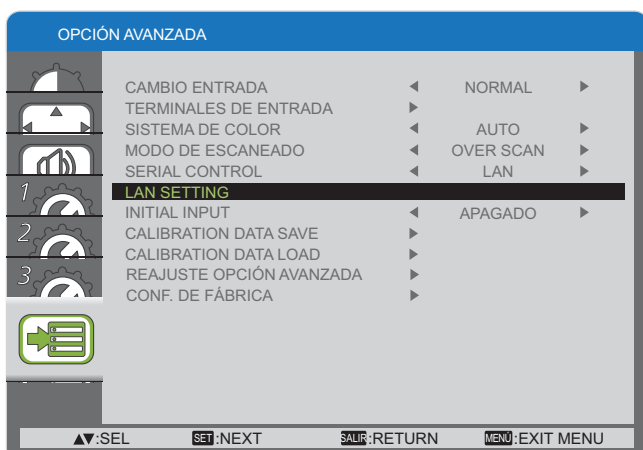 OPCIÓN AVANZADA
CAMBIO ENTRADA ◀ NORMAL ▶
TERMINALES DE ENTRADA ▶
SISTEMA DE COLOR ◀ AUTO ▶
MODO DE ESCANEADO ◀ OVER SCAN ▶
SERIAL CONTROL ◀ LAN ▶
LAN SETTING
INITIAL INPUT ◀ APAGADO ▶
CALIBRATION DATA SAVE ▶
CALIBRATION DATA LOAD ▶
REAJUSTE OPCIÓN AVANZADA ▶
CONF. DE FÁBRICA ▶
1
2
3
▲▼:SEL SET:NEXT SALIR:RETURN MENÚ:EXIT MENU